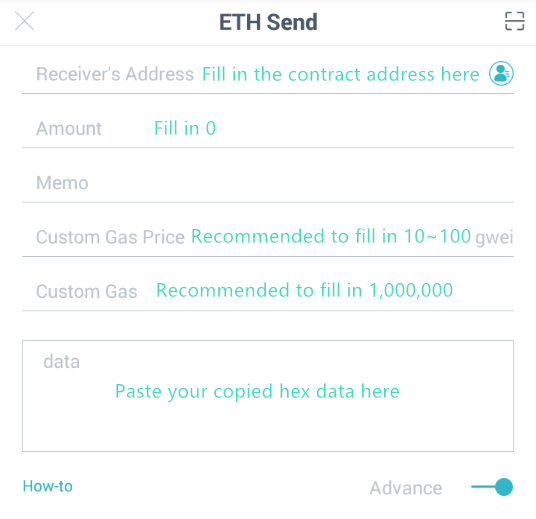 ETH Send
Receiver's Address Fill in the contract address here
Amount Fill in 0
Memo
Custom Gas Price Recommended to fill in 10~100 gwei
Custom Gas Recommended to fill in 1,000,000
data
Paste your copied hex data here
How-to Advance